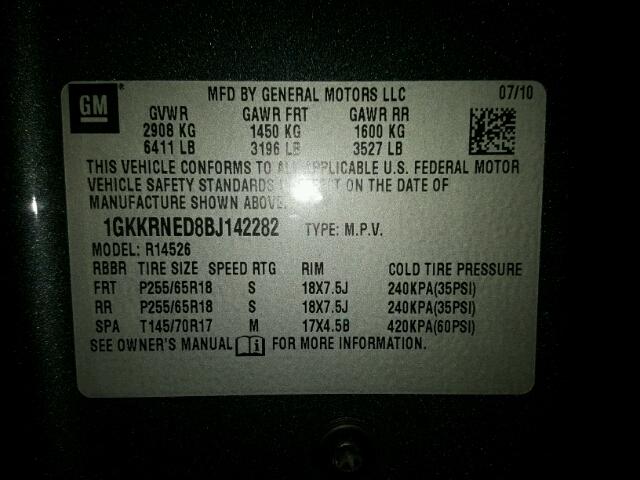 GM ® MFD BY GENERAL MOTORS LLC 07/10
GVWR GAWR FRT GAWR RR
2908 KG 1450 KG 1600 KG
6411 LB 3196 LB 3527 LB
THIS VEHICLE CONFORMS TO ALL APPLICABLE U.S. FEDERAL MOTOR
VEHICLE SAFETY STANDARDS IN EFFECT ON THE DATE OF
MANUFACTURE SHOWN ABOVE.
1GKKRNED8BJ142282 TYPE: M.P.V.
MODEL: R14526
RBBR TIRE SIZE SPEED RTG RIM COLD TIRE PRESSURE
FRT P255/65R18 S 18X7.5J 240KPA(35PSI)
RR P255/65R18 S 18X7.5J 240KPA(35PSI)
SPA T145/70R17 M 17X4.5B 420KPA(60PSI)
SEE OWNER'S MANUAL i FOR MORE INFORMATION.